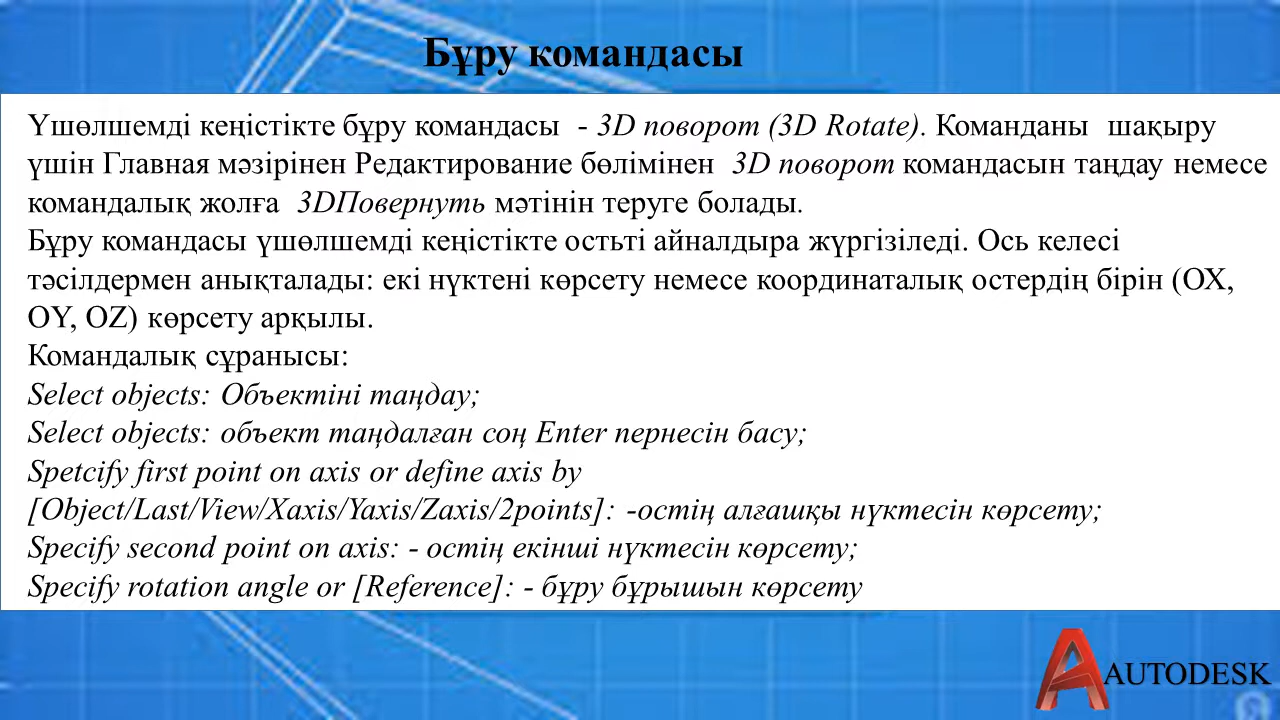 Бұру командасы
Үшөлшемді кеңістікте бұру командасы - 3D поворот (3D Rotate). Команданы шақыру
үшін Главная мәзірінен Редактирование бөлімінен 3D поворот командасын таңдау немесе
командалық жолға 3DПовернуть мәтінін теруге болады.
Бұру командасы үшөлшемді кеңістікте остьті айналдыра жүргізіледі. Ось келесі
тәсілдермен анықталады: екі нүктені көрсету немесе координаталық остердің бірін (OX,
OY, OZ) көрсету арқылы.
Командалық сұранысы:
Select objects: Объектіні таңдау;
Select objects: объект таңдалған соң Enter пернесін басу;
Spetcify first point on axis or define axis by
[Object/Last/View/Xaxis/Yaxis/Zaxis/2points]: -остің алғашқы нүктесін көрсету;
Specify second point on axis: - остің екінші нүктесін көрсету;
Specify rotation angle or [Reference]: - бұру бұрышын көрсету
AUTODESK